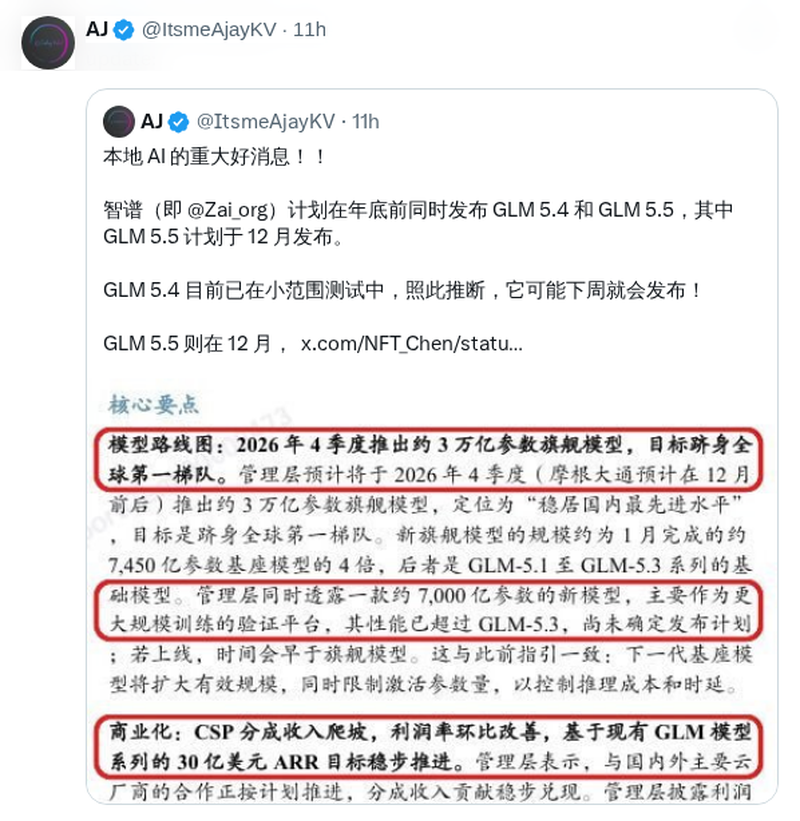 AJ @ItsmeAjayKV · 11h
AJ @ItsmeAjayKV · 11h
本地 AI 的重大好消息！！
智谱（即 @Zai_org）计划在年底前同时发布 GLM 5.4 和 GLM 5.5，其中
GLM 5.5 计划于 12 月发布。
GLM 5.4 目前已在小范围测试中，照此推断，它可能下周就会发布！
GLM 5.5 则在 12 月， x.com/NFT_Chen/statu...
核心要点
模型路线图：2026 年 4 季度推出约 3 万亿参数旗舰模型，目标跻身全
球第一梯队。管理层预计将于 2026 年 4 季度（摩根大通预计在 12 月
前后）推出约 3 万亿参数旗舰模型，定位为“稳居国内最先进水平”
，目标是跻身全球第一梯队。新旗舰模型的规模约为 1 月完成的约
7,450 亿参数基座模型的 4 倍，后者是 GLM-5.1 至 GLM-5.3 系列的基
础模型。管理层同时透露一款约 7,000 亿参数的新模型，主要作为更
大规模训练的验证平台，其性能已超过 GLM-5.3，尚未确定发布计划
；若上线，时间会早于旗舰模型。这与此前指引一致：下一代基座模
型将扩大有效规模，同时限制激活参数量，以控制推理成本和时延。
商业化：CSP 分成收入爬坡，利润率环比改善，基于现有 GLM 模型
系列的 30 亿美元 ARR 目标稳步推进。管理层表示，与国内外主要云
厂商的合作正按计划推进，分成收入贡献稳步兑现。管理层披露利润